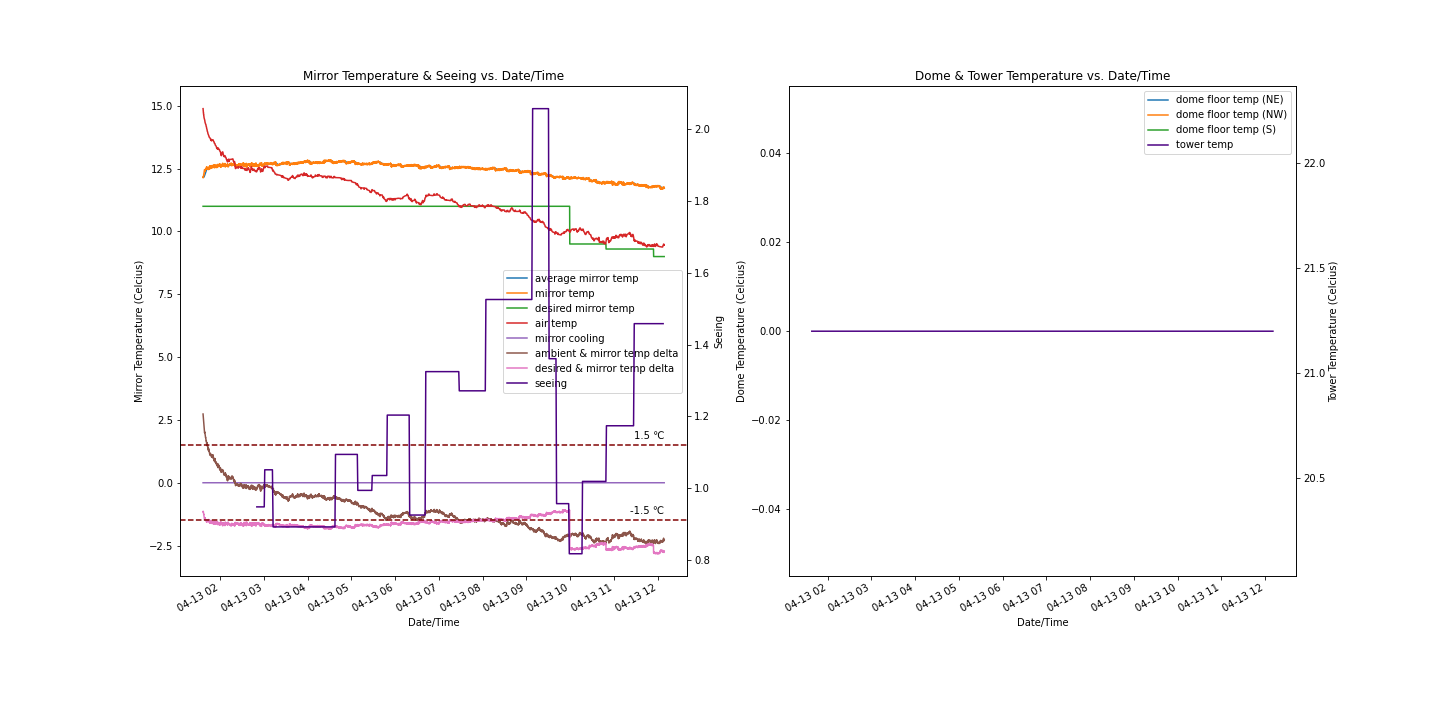 Mirror Temperature & Seeing vs. Date/Time
Mirror Temperature (Celcius)
15.0
12.5
10.0
7.5
5.0
2.5
0.0
−2.5
2.0
1.8
1.6
1.4
1.2
1.0
0.8
Seeing
average mirror temp
mirror temp
desired mirror temp
air temp
mirror cooling
ambient & mirror temp delta
desired & mirror temp delta
seeing
1.5 °C
-1.5 °C
04-13 02
04-13 03
04-13 04
04-13 05
04-13 06
04-13 07
04-13 08
04-13 09
04-13 10
04-13 11
04-13 12
Date/Time
Dome & Tower Temperature vs. Date/Time
Dome Temperature (Celcius)
0.04
0.02
0.00
−0.02
−0.04
dome floor temp (NE)
dome floor temp (NW)
dome floor temp (S)
tower temp
22.0
21.5
21.0
20.5
Tower Temperature (Celcius)
04-13 02
04-13 03
04-13 04
04-13 05
04-13 06
04-13 07
04-13 08
04-13 09
04-13 10
04-13 11
04-13 12
Date/Time